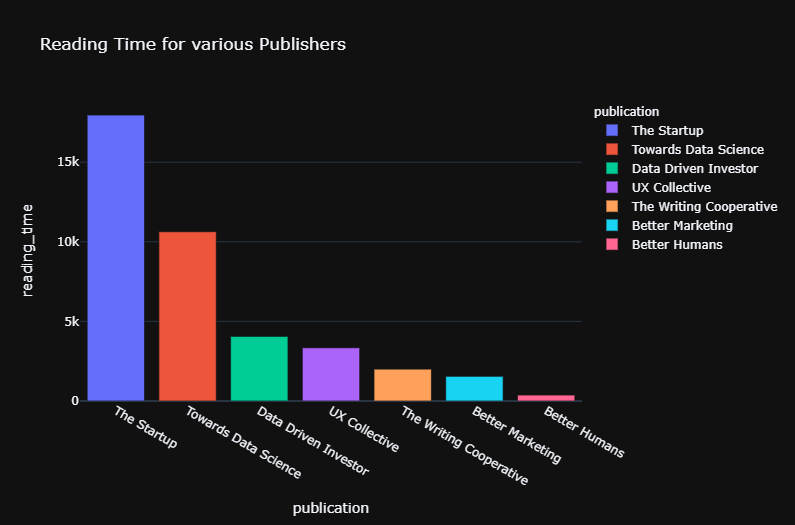 Reading Time for various Publishers
publication
The Startup
Towards Data Science
Data Driven Investor
UX Collective
The Writing Cooperative
Better Marketing
Better Humans
15k
10k
5k
0
reading_time
The Startup
Towards Data Science
Data Driven Investor
UX Collective
The Writing Cooperative
Better Marketing
Better Humans
publication